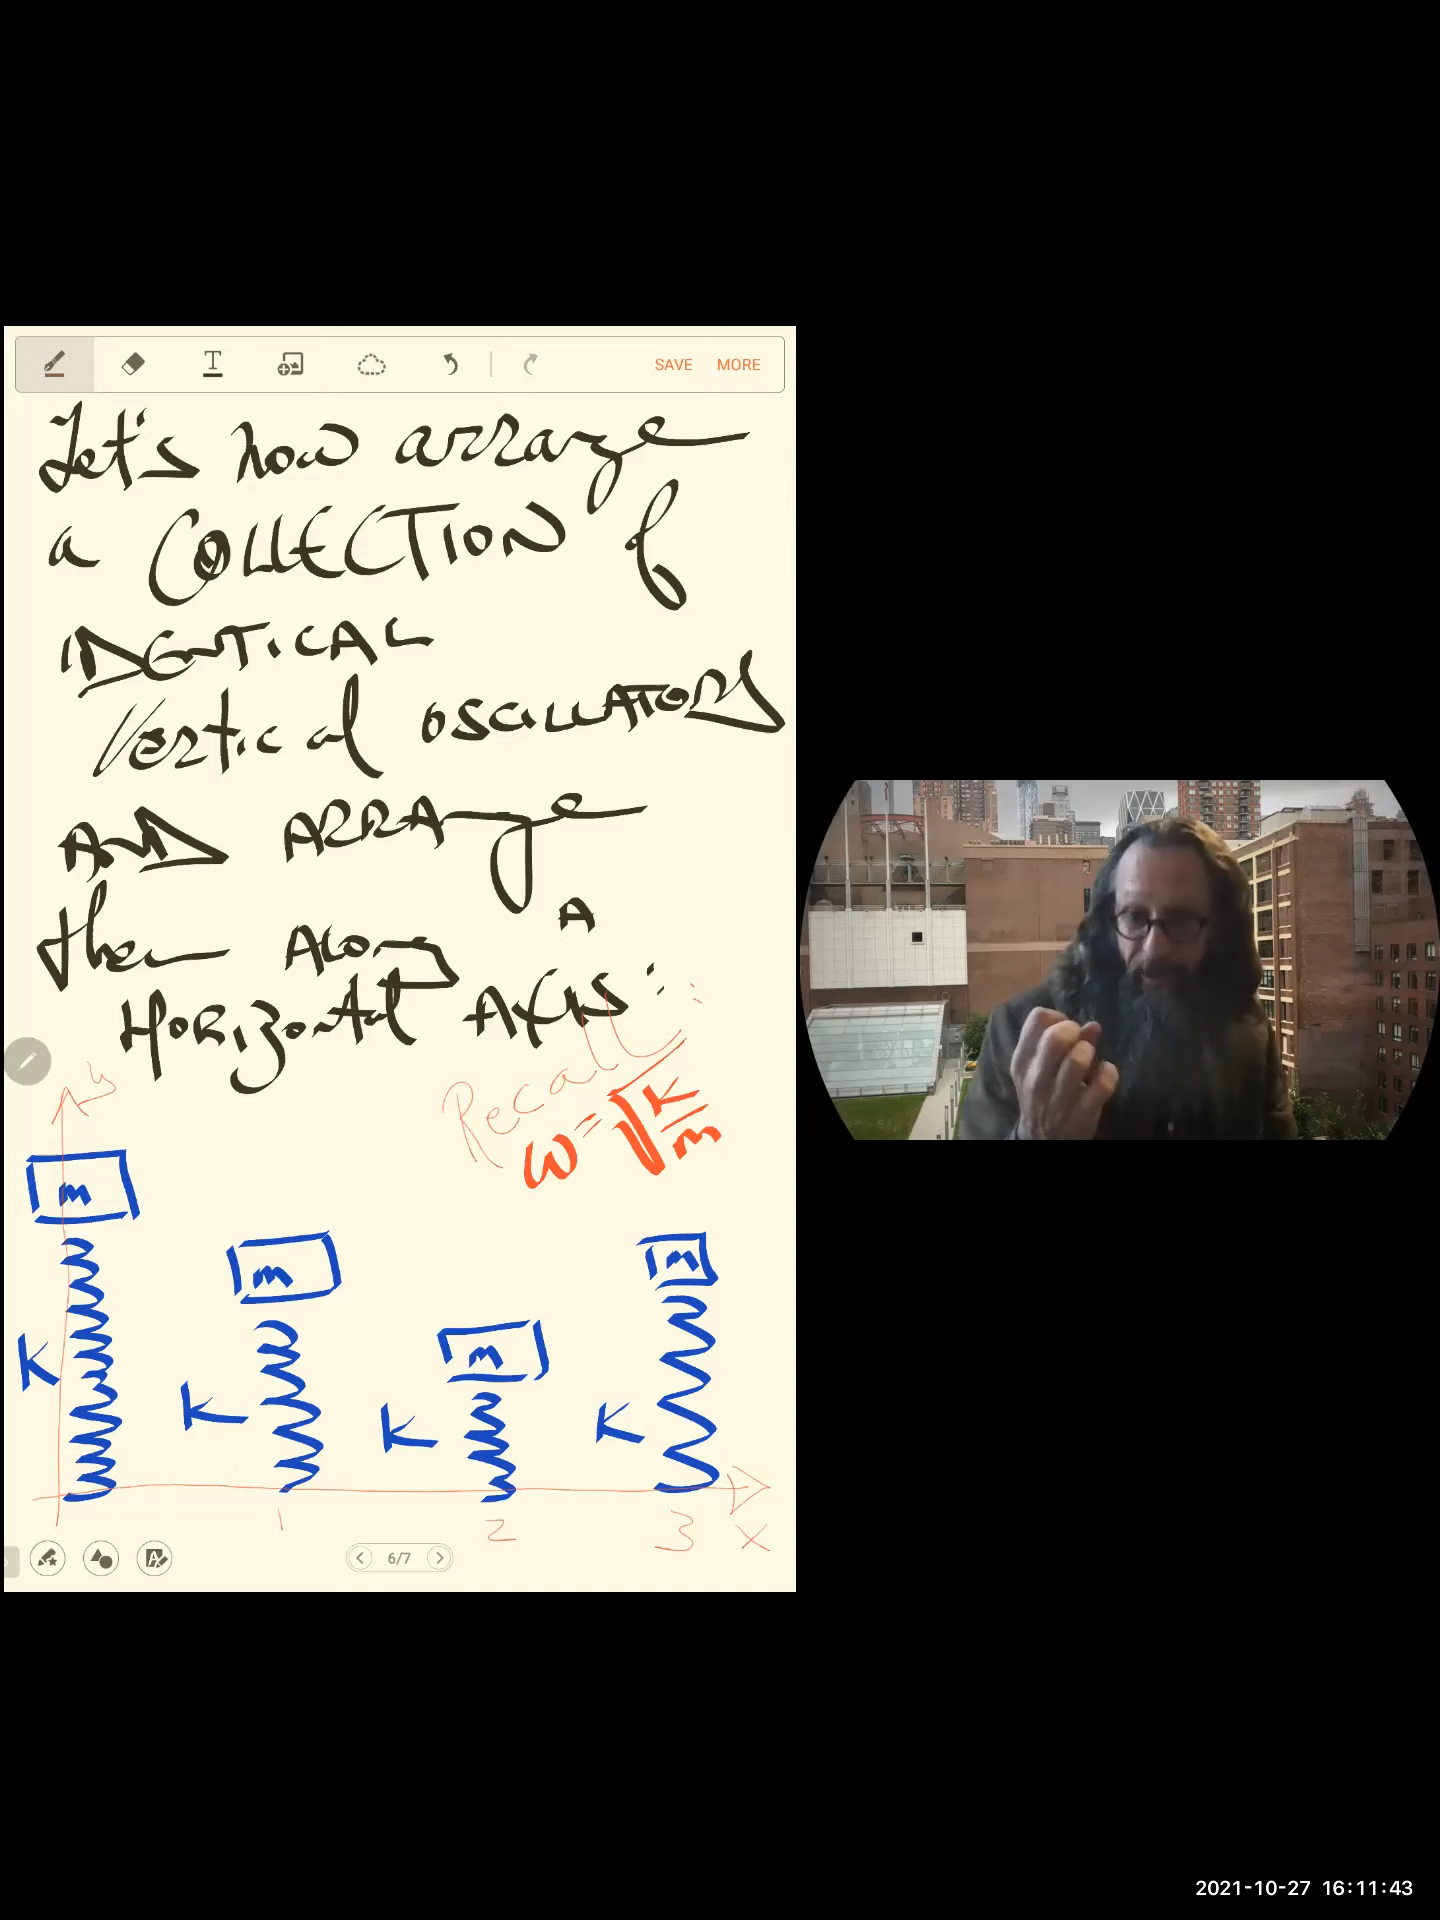 T
SAVE
MORE
Let's now arrange
a COLLECTION of
IDENTICAL
Vertical OSCILLATORY
AND ARRAnge
them Along A
HORIZontal AXIS:
Recall:
ω=√K/m
y
m
m
m
m
K
K
K
K
1
2
3
x
A
6/7
2021-10-27 16:11:43